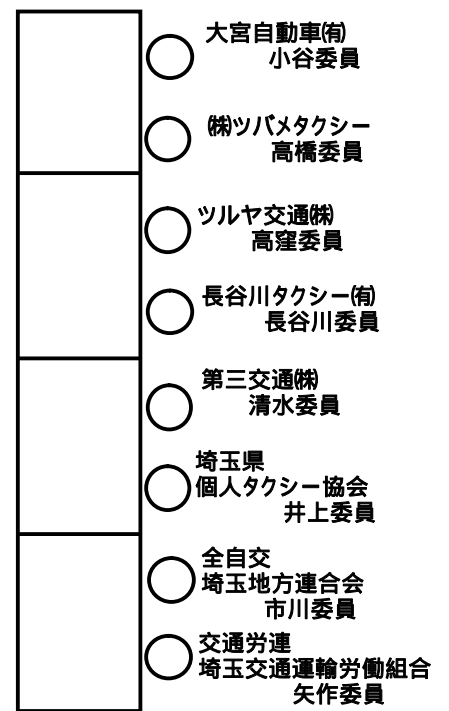 大宮自動車㈲
小谷委員
㈱ツバメタクシー
高橋委員
ツルヤ交通㈱
高窪委員
長谷川タクシー㈲
長谷川委員
第三交通㈱
清水委員
埼玉県
個人タクシー協会
井上委員
全自交
埼玉地方連合会
市川委員
交通労連
埼玉交通運輸労働組合
矢作委員